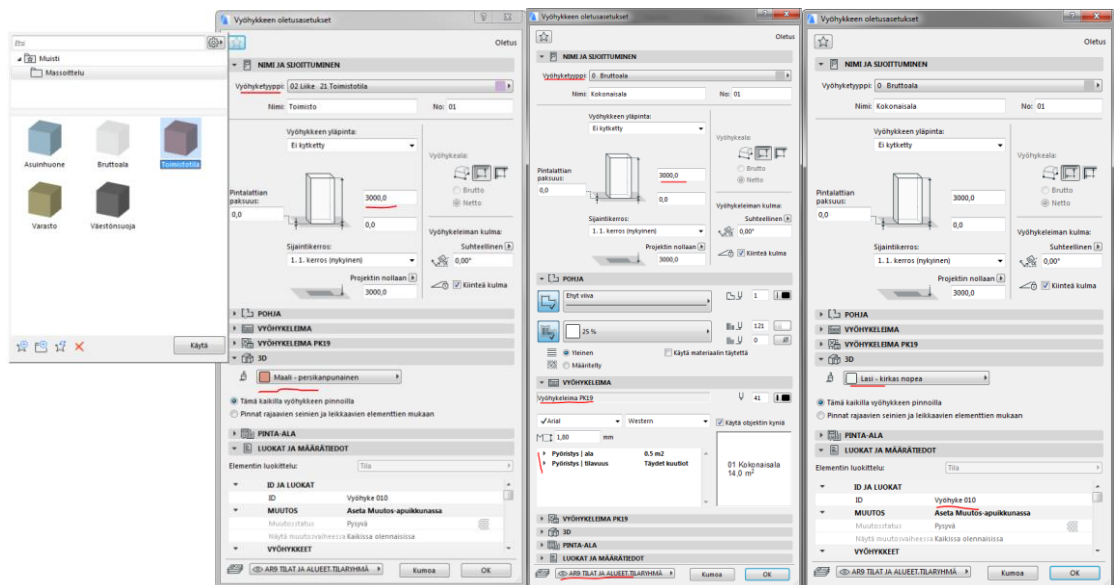 Etsi
Muisti
Massoittelu
Asuinhuone
Bruttoala
Toimistotila
Varasto
Väestönsuoja
Käytä
Vyöhykkeen oletusasetukset
Oletus
NIMI JA SIJOITTUMINEN
Vyöhyketyyppi: 02 Liike 21 Toimistotila
Nimi: Toimisto No: 01
Vyöhykkeen yläpinta:
Ei kytketty
Vyöhykeala:
Brutto
Netto
Pintalattian
paksuus:
0,0
3000,0
0,0
Vyöhykeleiman kulma:
Sijaintikerros:
Suhteellinen
1. 1. kerros (nykyinen)
0,00°
Projektin nollaan
Kiinteä kulma
3000,0
POHJA
VYÖHYKELEIMA
VYÖHYKELEIMA PK19
3D
Maali - persikanpunainen
Tämä kaikilla vyöhykkeen pinnoilla
Pinnat rajaavien seinien ja leikkaavien elementtien mukaan
PINTA-ALA
LUOKAT JA MÄÄRÄTIEDOT
Elementin luokittelu: Tila
ID JA LUOKAT
ID Vyöhyke 010
MUUTOS Aseta Muutos-apuikkunassa
Muutosstatus Pysyvä
Näytä muutosvaiheessa Kaikissa olennaisissa
VYÖHYKKEET
AR9 TILAT JA ALUEET.TILARYHMÄ
Kumoa OK
Vyöhykkeen oletusasetukset
Oletus
NIMI JA SIJOITTUMINEN
Vyöhyketyyppi: 0 Bruttoala
Nimi: Kokonaisala No: 01
Vyöhykkeen yläpinta:
Ei kytketty
Vyöhykeala:
Brutto
Netto
Pintalattian
paksuus:
0,0
3000,0
0,0
Vyöhykeleiman kulma:
Sijaintikerros:
Suhteellinen
1. 1. kerros (nykyinen)
0,00°
Projektin nollaan
Kiinteä kulma
3000,0
POHJA
Ehyt viiva
1
25 %
121
0
Yleinen
Käytä materiaalin täytettä
Määritetty
VYÖHYKELEIMA
Vyöhykeleima PK19 41
Arial Western Käytä objektin kyniä
1,80 mm
Pyöristys | ala 0.5 m2
Pyöristys | tilavuus Täydet kuutiot
01 Kokonaisala
14,0 m²
VYÖHYKELEIMA PK19
3D
PINTA-ALA
LUOKAT JA MÄÄRÄTIEDOT
AR9 TILAT JA ALUEET.TILARYHMÄ
Kumoa OK
Vyöhykkeen oletusasetukset
Oletus
NIMI JA SIJOITTUMINEN
Vyöhyketyyppi: 0 Bruttoala
Nimi: Kokonaisala No: 01
Vyöhykkeen yläpinta:
Ei kytketty
Vyöhykeala:
Brutto
Netto
Pintalattian
paksuus:
0,0
3000,0
0,0
Vyöhykeleiman kulma:
Sijaintikerros:
Suhteellinen
1. 1. kerros (nykyinen)
0,00°
Projektin nollaan
Kiinteä kulma
3000,0
POHJA
VYÖHYKELEIMA
VYÖHYKELEIMA PK19
3D
Lasi - kirkas nopea
Tämä kaikilla vyöhykkeen pinnoilla
Pinnat rajaavien seinien ja leikkaavien elementtien mukaan
PINTA-ALA
LUOKAT JA MÄÄRÄTIEDOT
Elementin luokittelu: Tila
ID JA LUOKAT
ID Vyöhyke 010
MUUTOS Aseta Muutos-apuikkunassa
Muutosstatus Pysyvä
Näytä muutosvaiheessa Kaikissa olennaisissa
VYÖHYKKEET
AR9 TILAT JA ALUEET.TILARYHMÄ
Kumoa OK